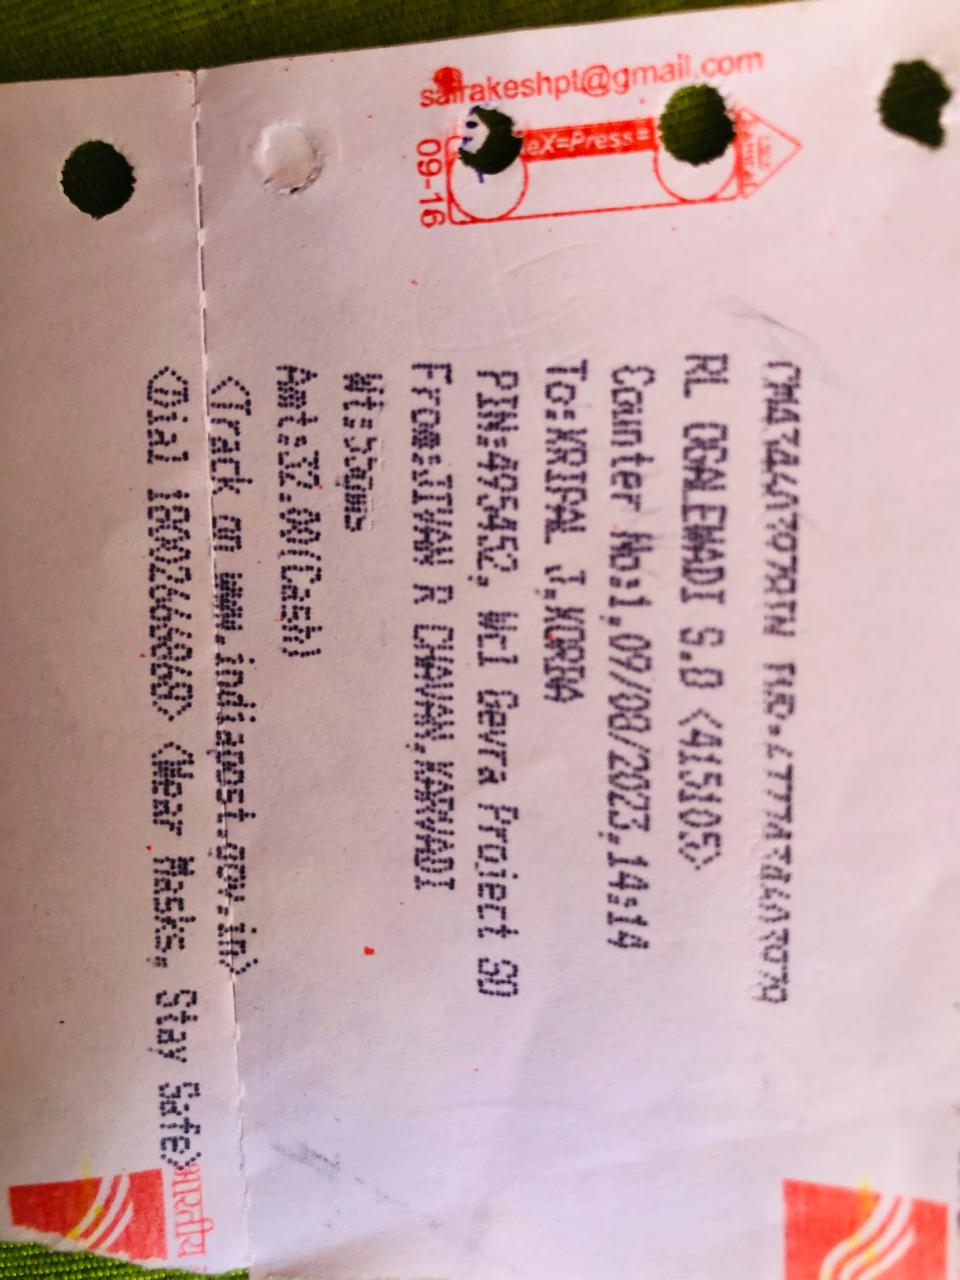 RL OGALEWADI S.O <415105>
Counter No:1,09/08/2023,14:14
To:KRIPAL J,KORBA
PIN:495452, Wcl Gevra Project SO
From:JIVAN R CHAVAN,KARVADI
Wt:
Amt:32.00(Cash)
<Track on www.indiapost.gov.in>
<Dial 18002666868> <Wear Masks, Stay Safe>
sairakeshpt@gmail.com
eX=Press=
09-16
भारतीय